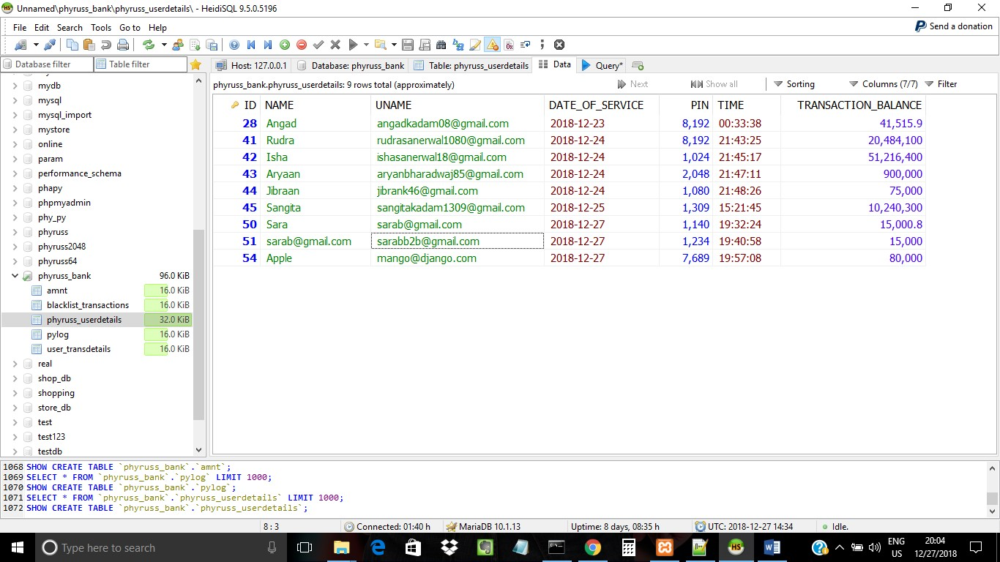 Unnamed\phyruss_bank\phyruss_userdetails\ - HeidiSQL 9.5.0.5196
File Edit Search Tools Go to Help
Send a donation
Database filter Table filter
Host: 127.0.0.1 Database: phyruss_bank Table: phyruss_userdetails Data Query*
phyruss_bank.phyruss_userdetails: 9 rows total (approximately) Next Show all Sorting Columns (7/7) Filter
mydb
mysql
mysql_import
mystore
online
param
performance_schema
phapy
phpmyadmin
phy_py
phyruss
phyruss2048
phyruss64
phyruss_bank 96.0 KiB
amnt 16.0 KiB
blacklist_transactions 16.0 KiB
phyruss_userdetails 32.0 KiB
pylog 16.0 KiB
user_transdetails 16.0 KiB
real
shop_db
shopping
store_db
test
test123
testdb
ID NAME UNAME DATE_OF_SERVICE PIN TIME TRANSACTION_BALANCE
28 Angad angadkadam08@gmail.com 2018-12-23 8,192 00:33:38 41,515.9
41 Rudra rudrasanerwal1080@gmail.com 2018-12-24 8,192 21:43:25 20,484,100
42 Isha ishasanerwal18@gmail.com 2018-12-24 1,024 21:45:17 51,216,400
43 Aryaan aryanbharadwaj85@gmail.com 2018-12-24 2,048 21:47:11 900,000
44 Jibraan jibrank46@gmail.com 2018-12-24 1,080 21:48:26 75,000
45 Sangita sangitakadam1309@gmail.com 2018-12-25 1,309 15:21:45 10,240,300
50 Sara sarab@gmail.com 2018-12-27 1,140 19:32:24 15,000.8
51 sarab@gmail.com sarabb2b@gmail.com 2018-12-27 1,234 19:40:58 15,000
54 Apple mango@django.com 2018-12-27 7,689 19:57:08 80,000
1068 SHOW CREATE TABLE `phyruss_bank`.`amnt`;
1069 SELECT * FROM `phyruss_bank`.`pylog` LIMIT 1000;
1070 SHOW CREATE TABLE `phyruss_bank`.`pylog`;
1071 SELECT * FROM `phyruss_bank`.`phyruss_userdetails` LIMIT 1000;
1072 SHOW CREATE TABLE `phyruss_bank`.`phyruss_userdetails`;
8 : 3 Connected: 01:40 h MariaDB 10.1.13 Uptime: 8 days, 08:35 h UTC: 2018-12-27 14:34 Idle.
Type here to search
ENG
US
20:04
12/27/2018